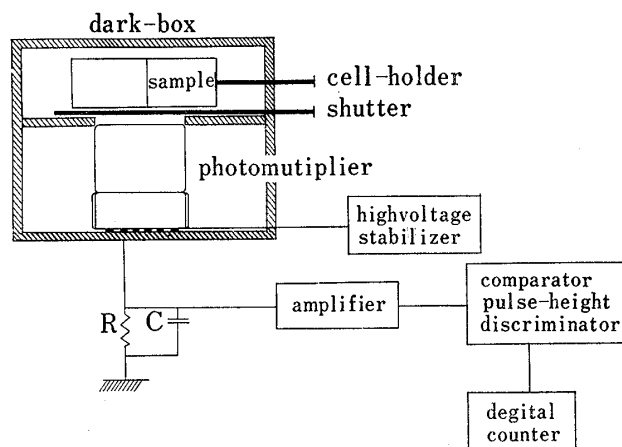 dark-box
sample
cell-holder
shutter
photomutiplier
highvoltage
stabilizer
comparator
pulse-height
discriminator
amplifier
R
C
degital
counter